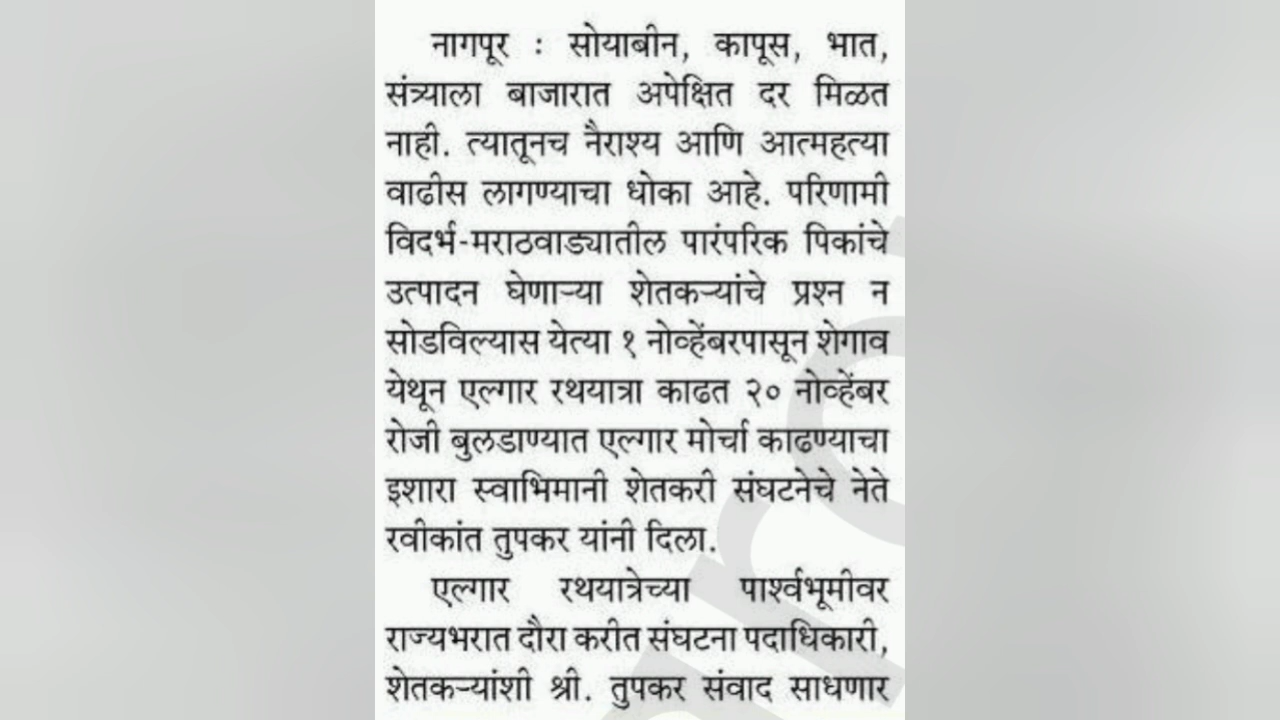 नागपूर : सोयाबीन, कापूस, भात,
संत्र्याला बाजारात अपेक्षित दर मिळत
नाही. त्यातूनच नैराश्य आणि आत्महत्या
वाढीस लागण्याचा धोका आहे. परिणामी
विदर्भ-मराठवाड्यातील पारंपरिक पिकांचे
उत्पादन घेणाऱ्या शेतकऱ्यांचे प्रश्न न
सोडविल्यास येत्या १ नोव्हेंबरपासून शेगाव
येथून एल्गार रथयात्रा काढत २० नोव्हेंबर
रोजी बुलडाण्यात एल्गार मोर्चा काढण्याचा
इशारा स्वाभिमानी शेतकरी संघटनेचे नेते
रवीकांत तुपकर यांनी दिला.
एल्गार रथयात्रेच्या पार्श्वभूमीवर
राज्यभरात दौरा करीत संघटना पदाधिकारी,
शेतकऱ्यांशी श्री. तुपकर संवाद साधणार